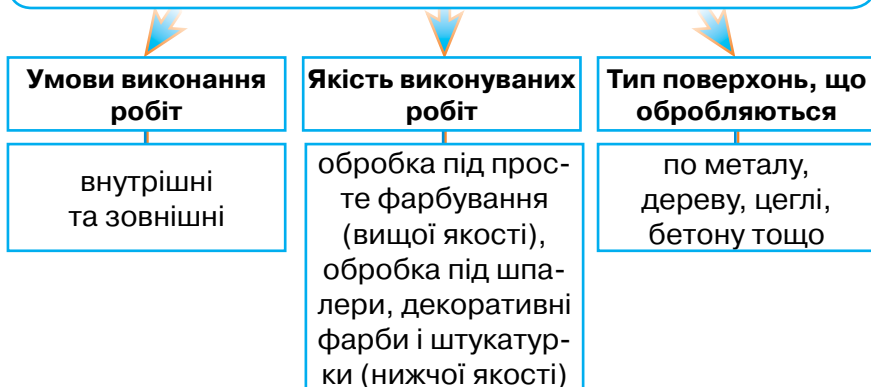 Умови виконання
робіт
внутрішні
та зовнішні
Якість виконуваних
робіт
обробка під прос-
те фарбування
(вищої якості),
обробка під шпа-
лери, декоративні
фарби і штукатур-
ки (нижчої якості)
Тип поверхонь, що
обробляються
по металу,
дереву, цеглі,
бетону тощо